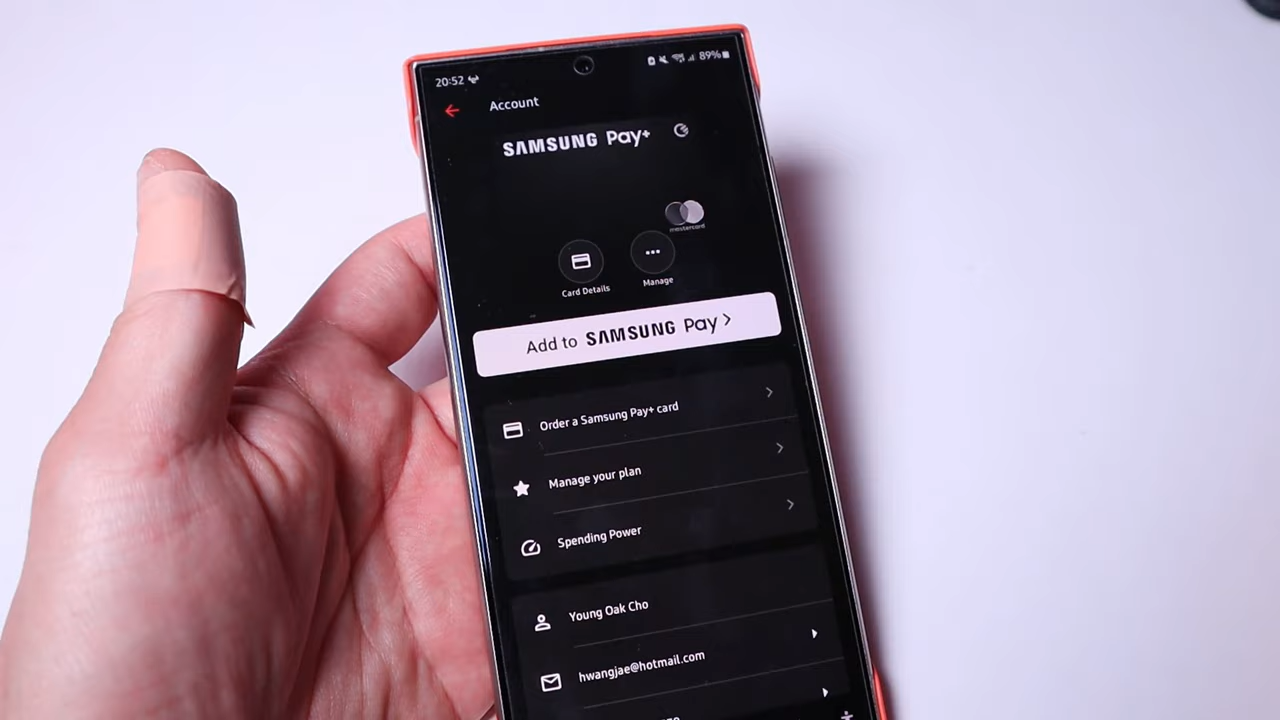 20:52
89%
Account
SAMSUNG Pay+
mastercard
Card Details
Manage
Add to SAMSUNG Pay
Order a Samsung Pay+ card
Manage your plan
Spending Power
Young Oak Cho
hwangjae@hotmail.com